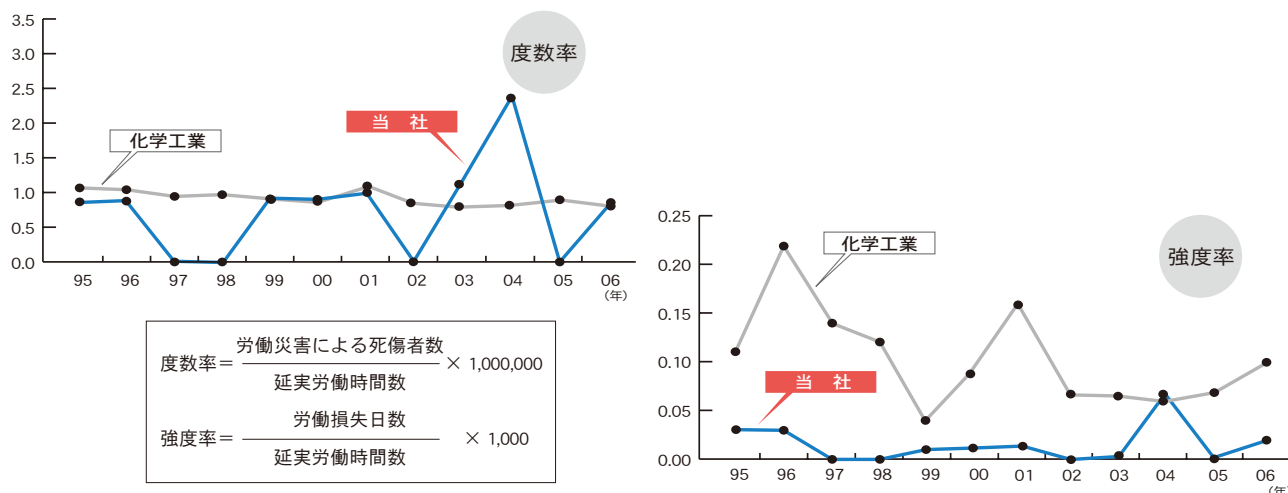 度数率
3.5
3.0
2.5
2.0
1.5
1.0
0.5
0.0
化学工業
当 社
95 96 97 98 99 00 01 02 03 04 05 06
(年)
度数率＝労働災害による死傷者数 × 1,000,000
延実労働時間数
強度率＝労働損失日数 × 1,000
延実労働時間数
強度率
0.25
0.20
0.15
0.10
0.05
0.00
化学工業
当 社
95 96 97 98 99 00 01 02 03 04 05 06
(年)